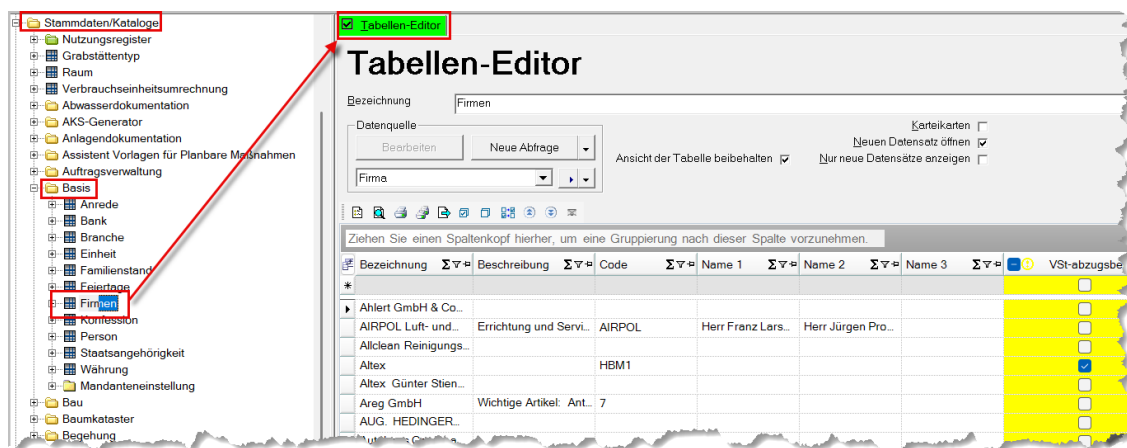 Stammdaten/Kataloge
Nutzungsregister
Grabstättentyp
Raum
Verbrauchseinheitsumrechnung
Abwasserdokumentation
AKS-Generator
Anlagendokumentation
Assistent Vorlagen für Planbare Maßnahmen
Auftragsverwaltung
Basis
Anrede
Bank
Branche
Einheit
Familienstand
Feiertage
Firmen
Konfession
Person
Staatsangehörigkeit
Währung
Mandanteneinstellung
Bau
Baumkataster
Begehung
Tabellen-Editor
Tabellen-Editor
Bezeichnung Firmen
Datenquelle
Bearbeiten Neue Abfrage
Firma
Ansicht der Tabelle beibehalten
Karteikarten
Neuen Datensatz öffnen
Nur neue Datensätze anzeigen
Ziehen Sie einen Spaltenkopf hierher, um eine Gruppierung nach dieser Spalte vorzunehmen.
Bezeichnung Beschreibung Code Name 1 Name 2 Name 3 VSt-abzugsbe
Ahlert GmbH & Co...
AIRPOL Luft- und... Errichtung und Servi... AIRPOL Herr Franz Lars... Herr Jürgen Pro...
Allclean Reinigungs...
Altex HBM1
Altex Günter Stien...
Areg GmbH Wichtige Artikel: Ant... 7
AUG. HEDINGER...